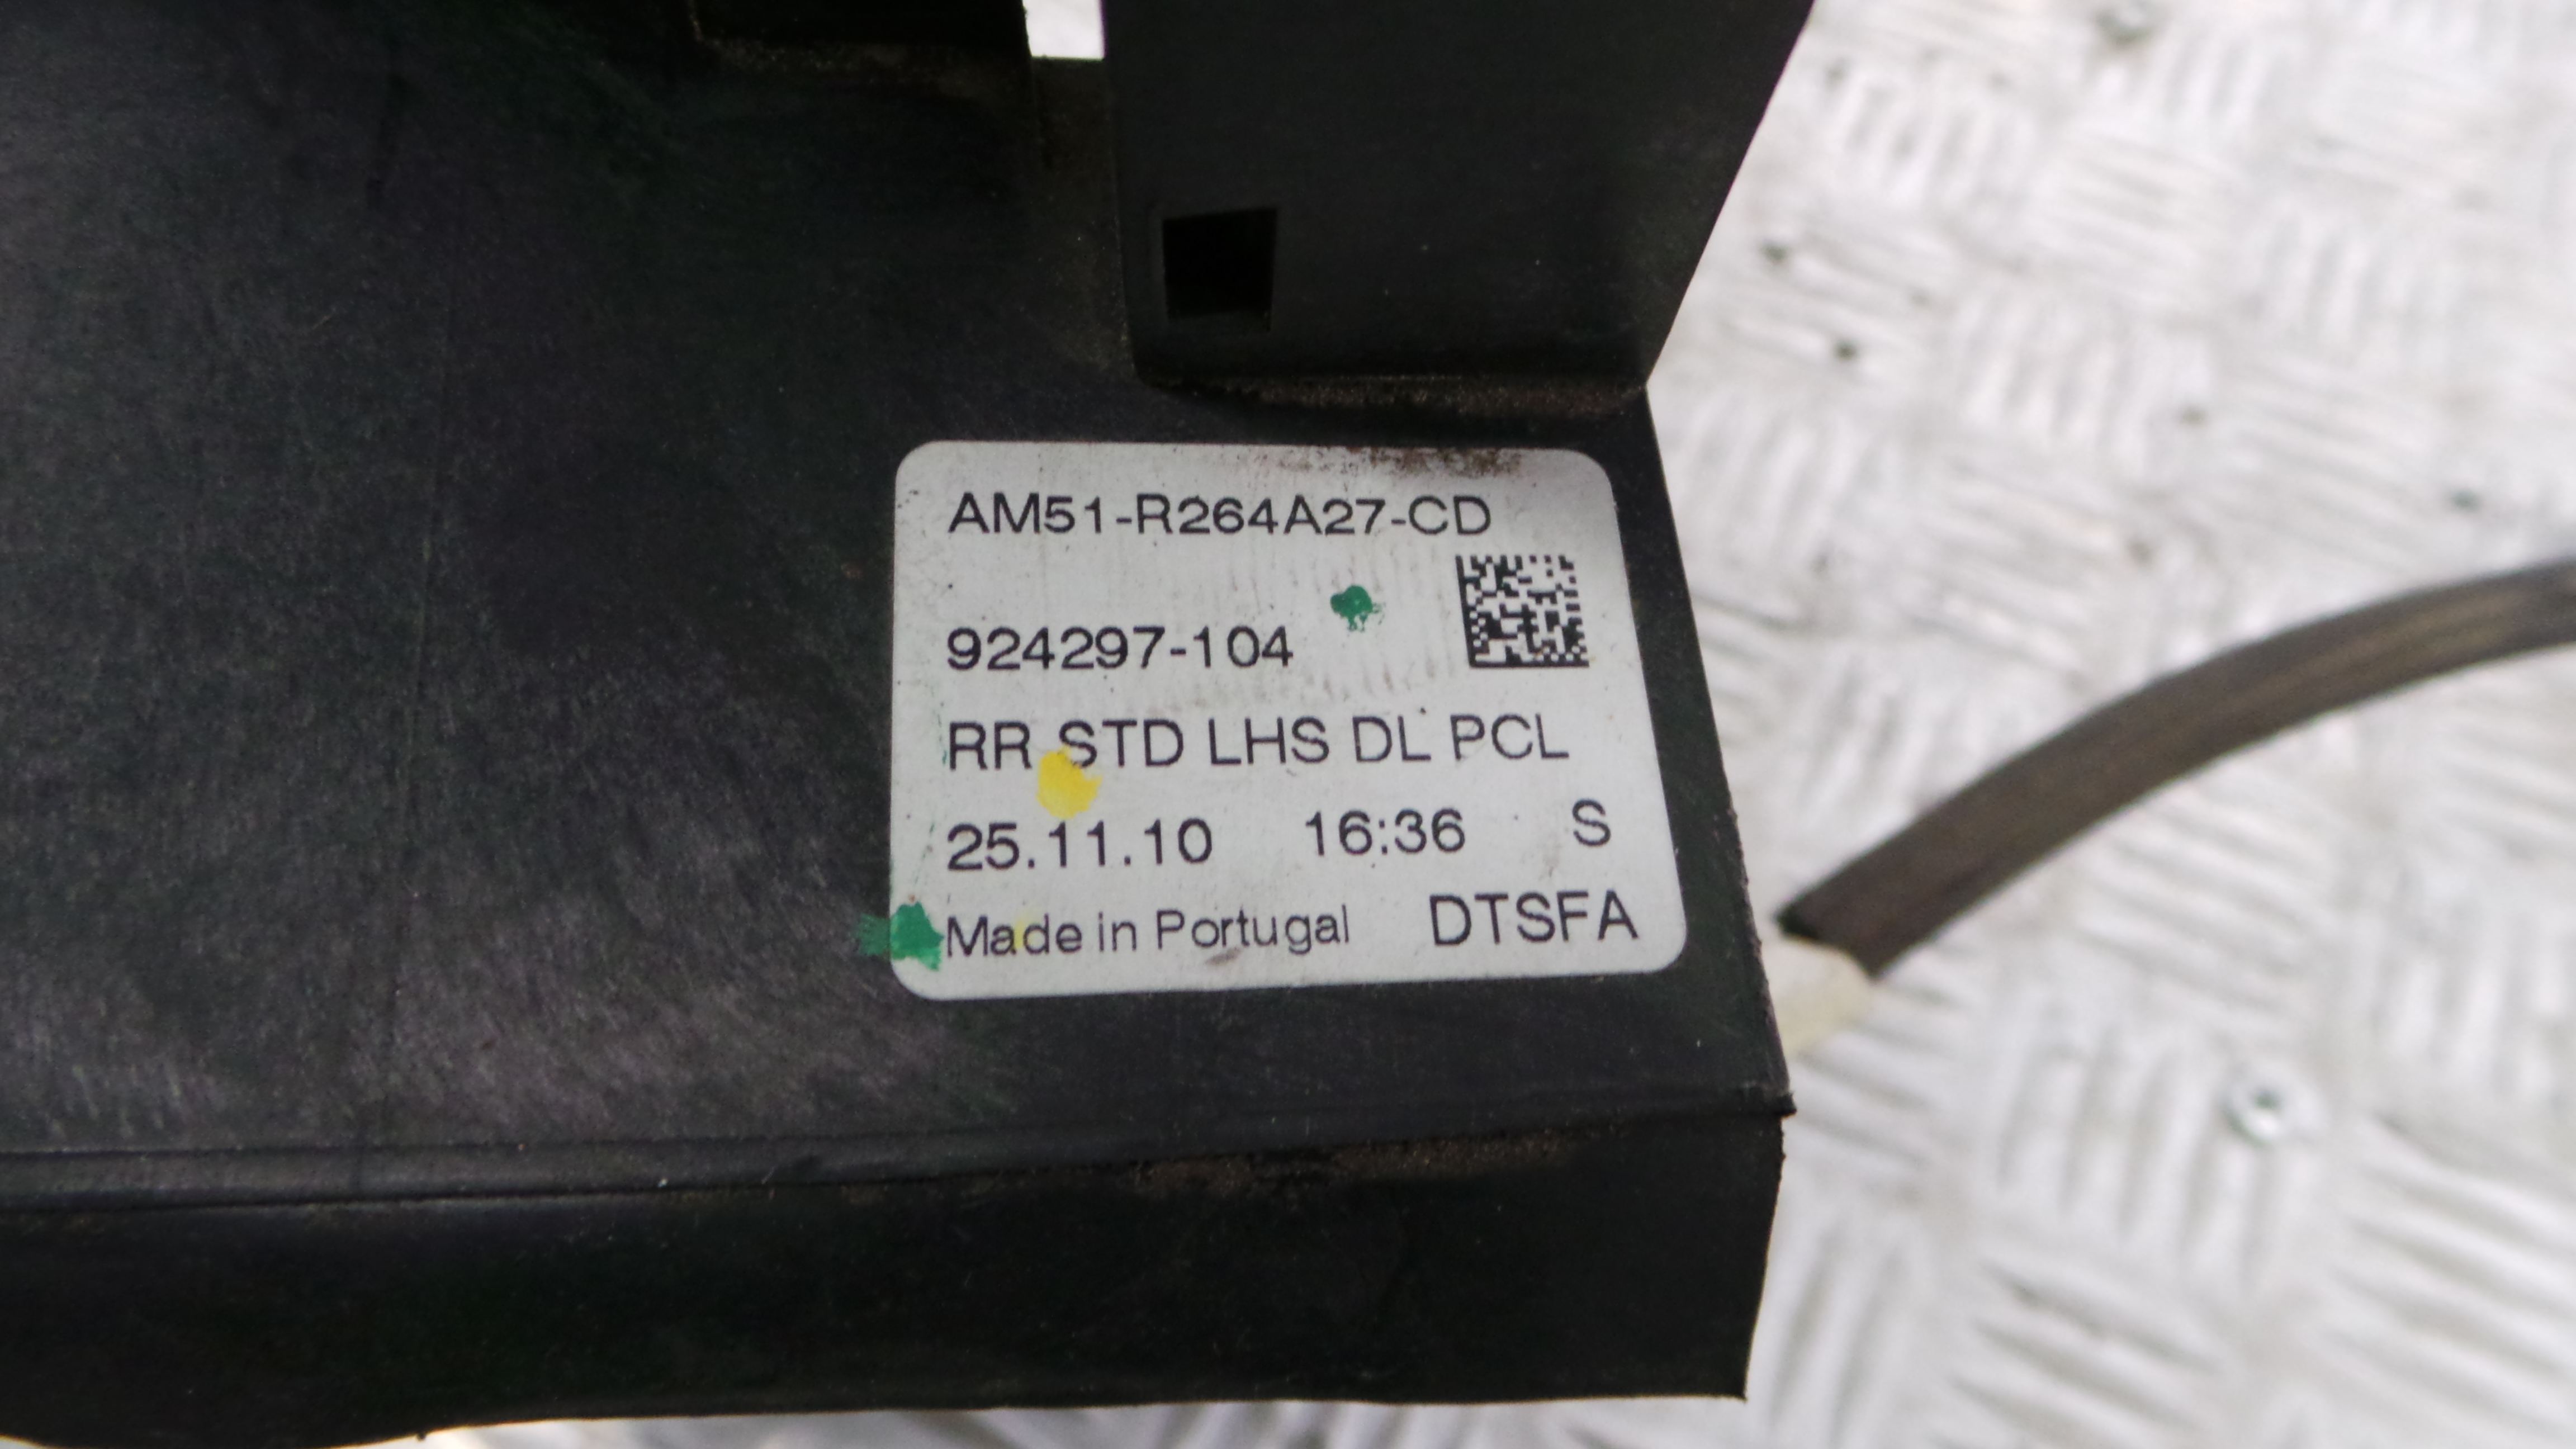 AM51-R264A27-CD
924297-104
RR STD LHS DL PCL
25.11.10 16:36 S
Made in Portugal DTSFA